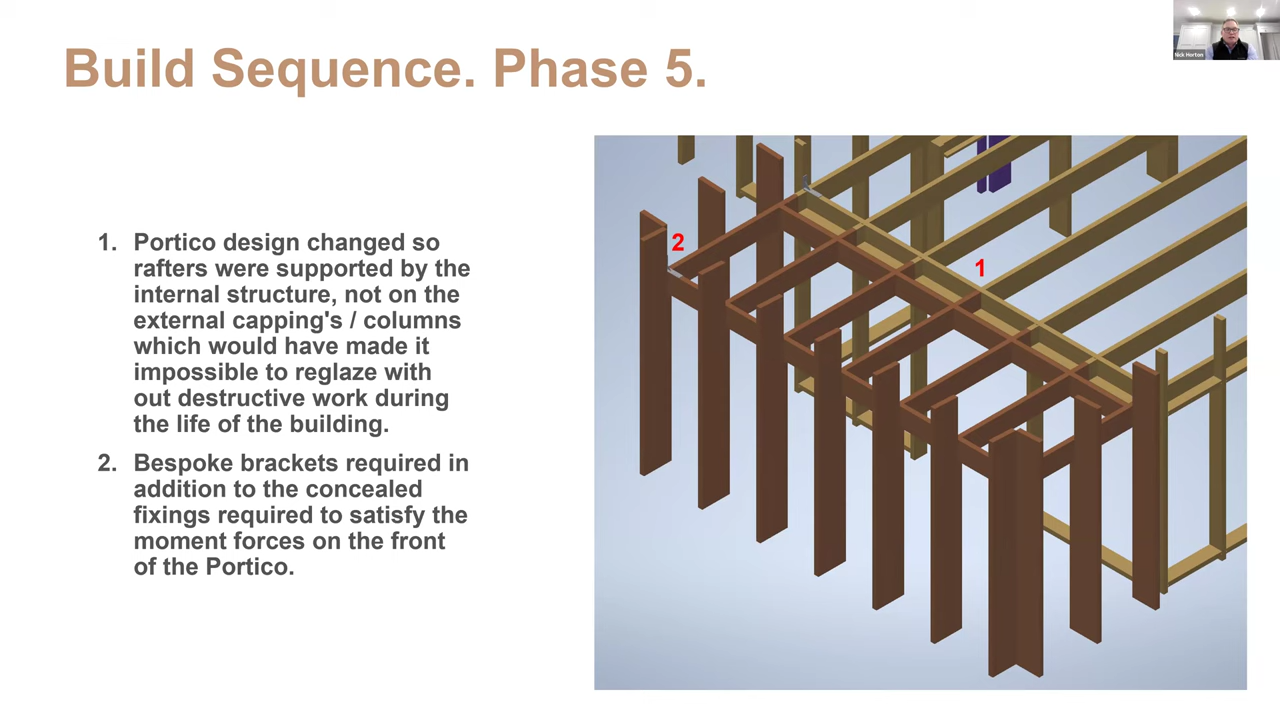 Build Sequence. Phase 5.
Nick Horton
1. Portico design changed so
rafters were supported by the
internal structure, not on the
external capping's / columns
which would have made it
impossible to reglaze with
out destructive work during
the life of the building.
2. Bespoke brackets required in
addition to the concealed
fixings required to satisfy the
moment forces on the front
of the Portico.
2
1